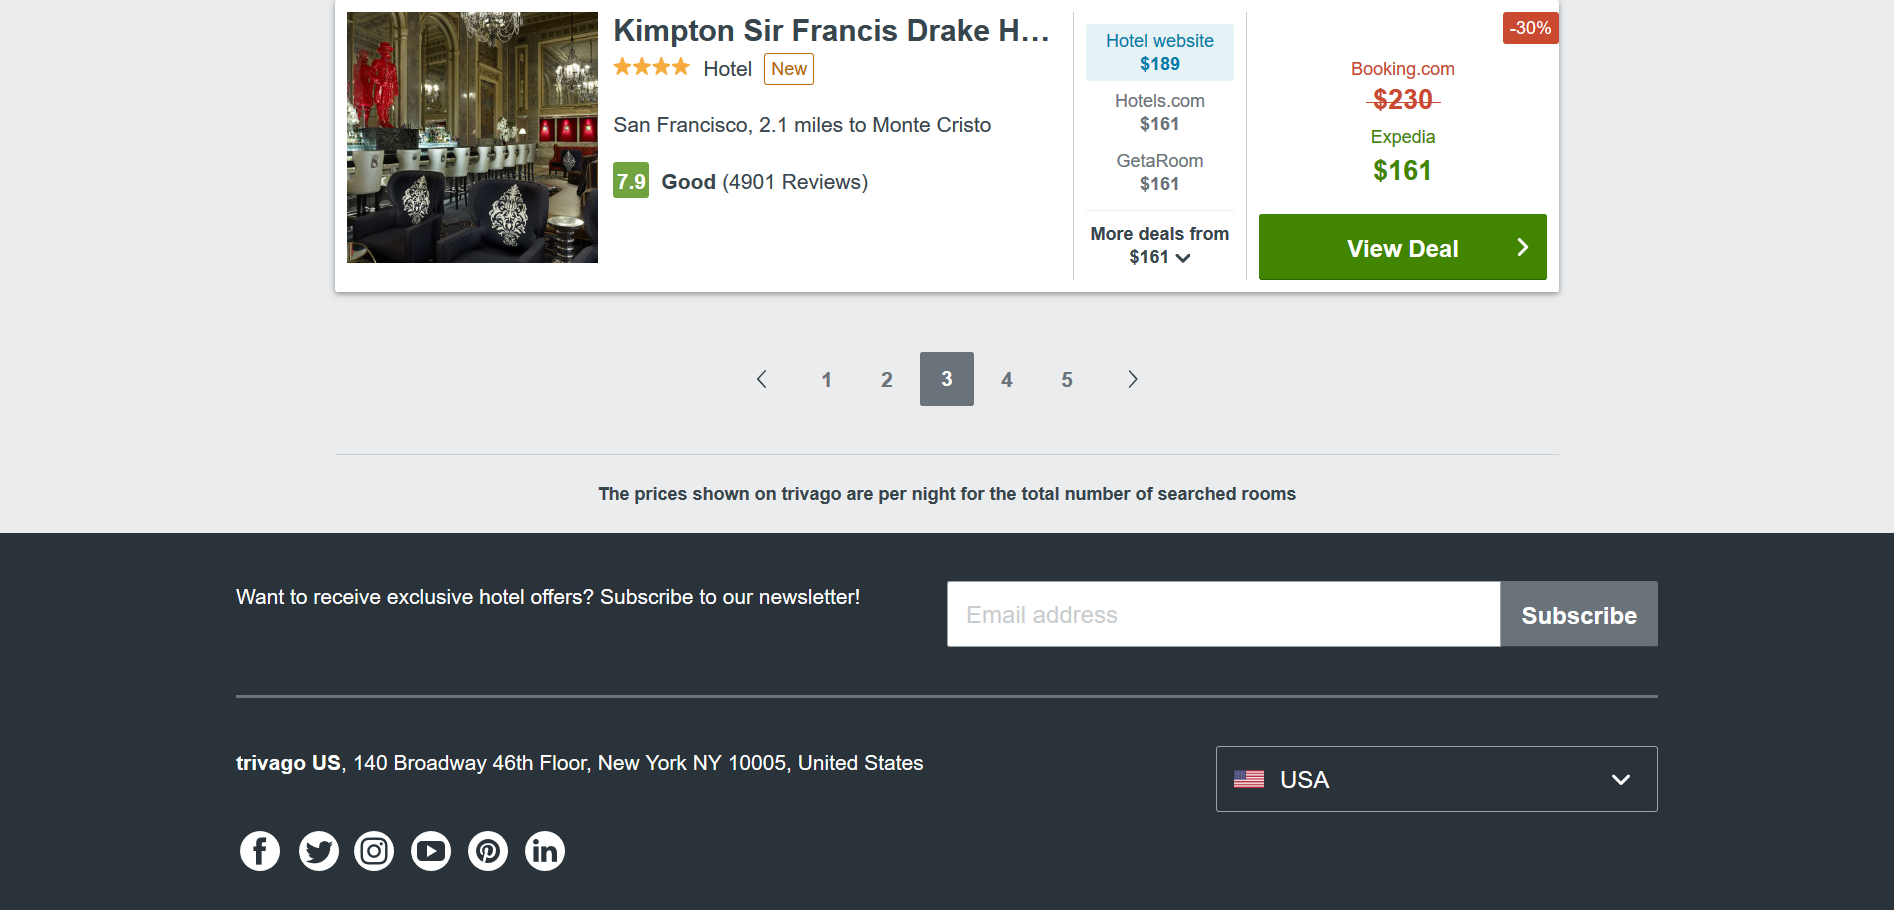 Kimpton Sir Francis Drake H...
Hotel New
San Francisco, 2.1 miles to Monte Cristo
7.9 Good (4901 Reviews)
Hotel website
$189
Hotels.com
$161
GetaRoom
$161
More deals from
$161
-30%
Booking.com
$230
Expedia
$161
View Deal
1 2 3 4 5
The prices shown on trivago are per night for the total number of searched rooms
Want to receive exclusive hotel offers? Subscribe to our newsletter!
Email address
Subscribe
trivago US, 140 Broadway 46th Floor, New York NY 10005, United States
USA